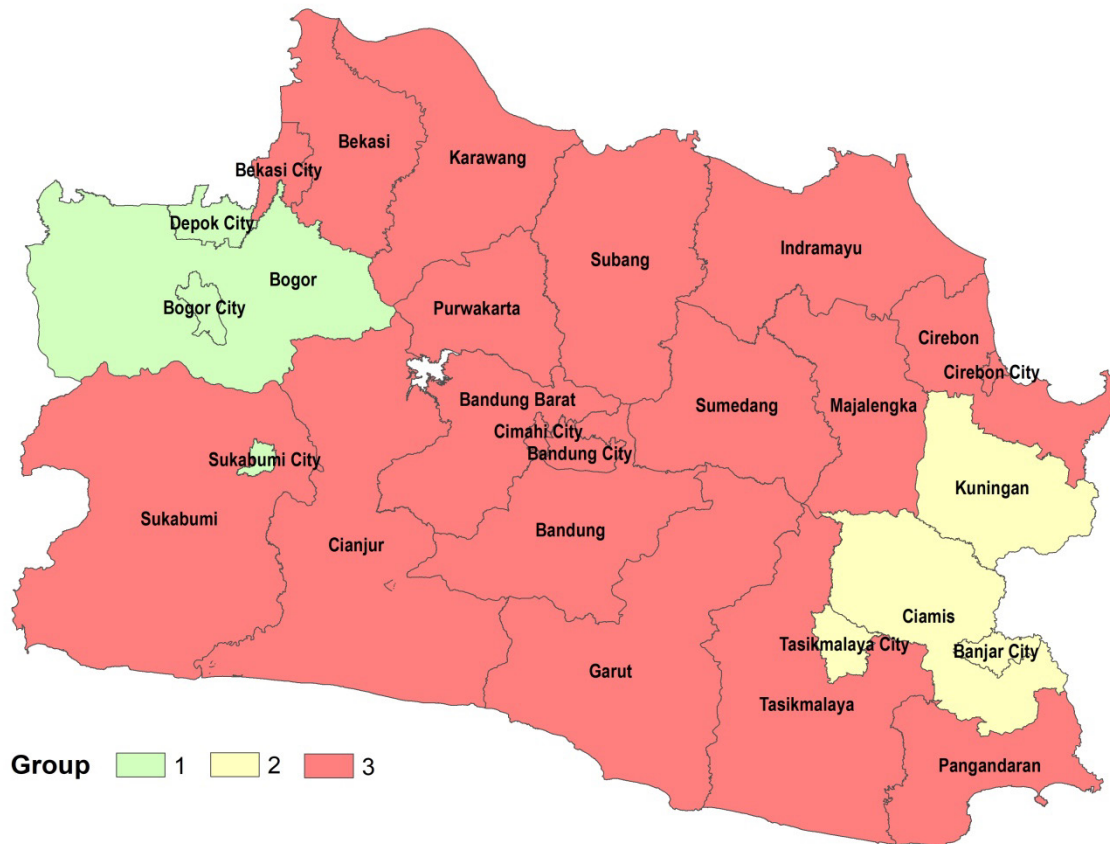 Bekasi
Karawang
Bekasi City
Depok City
Indramayu
Subang
Bogor
Bogor City
Purwakarta
Cirebon
Cirebon City
Bandung Barat
Sumedang
Majalengka
Cimahi City
Bandung City
Sukabumi City
Kuningan
Sukabumi
Bandung
Cianjur
Ciamis
Tasikmalaya City
Banjar City
Garut
Tasikmalaya
Pangandaran
Group 1 2 3